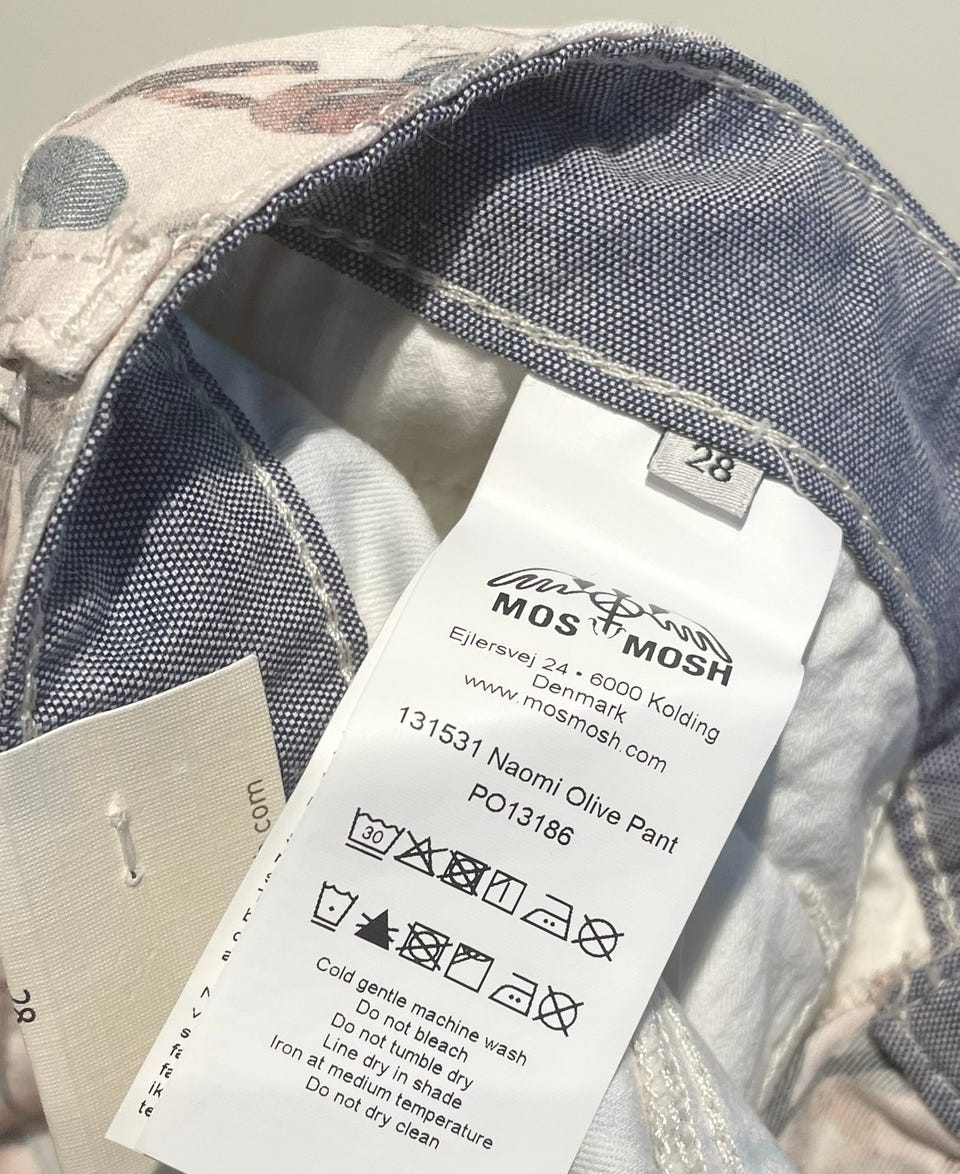 28
MOS MOSH
Ejlersvej 24 • 6000 Kolding
Denmark
www.mosmosh.com
131531 Naomi Olive Pant
PO13186
30
Cold gentle machine wash
Do not bleach
Do not tumble dry
Line dry in shade
Iron at medium temperature
Do not dry clean
com
28